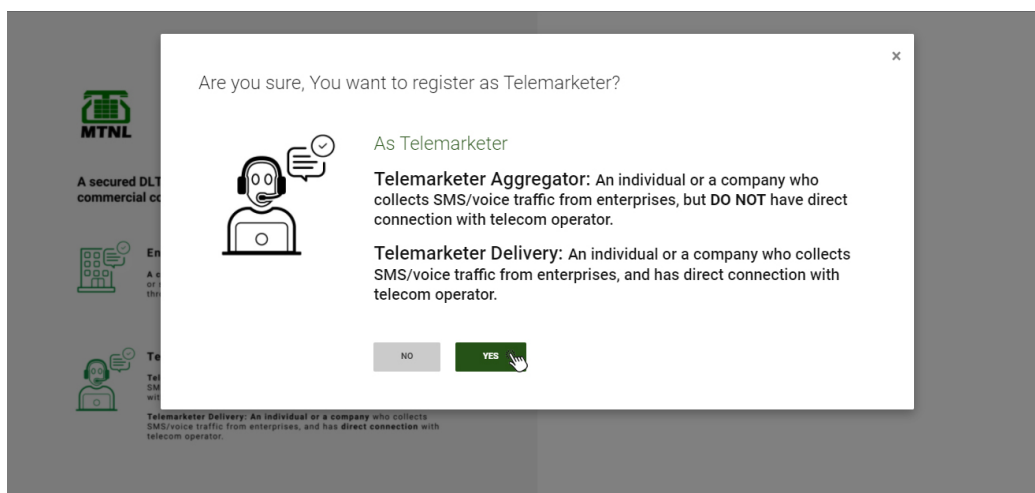 ×
Are you sure, You want to register as Telemarketer?
As Telemarketer
Telemarketer Aggregator: An individual or a company who
collects SMS/voice traffic from enterprises, but DO NOT have direct
connection with telecom operator.
Telemarketer Delivery: An individual or a company who collects
SMS/voice traffic from enterprises, and has direct connection with
telecom operator.
NO
YES
MTNL
A secured DLT
commercial
Telemarketer Delivery: An individual or a company who collects
SMS/voice traffic from enterprises, and has direct connection with
telecom operator.